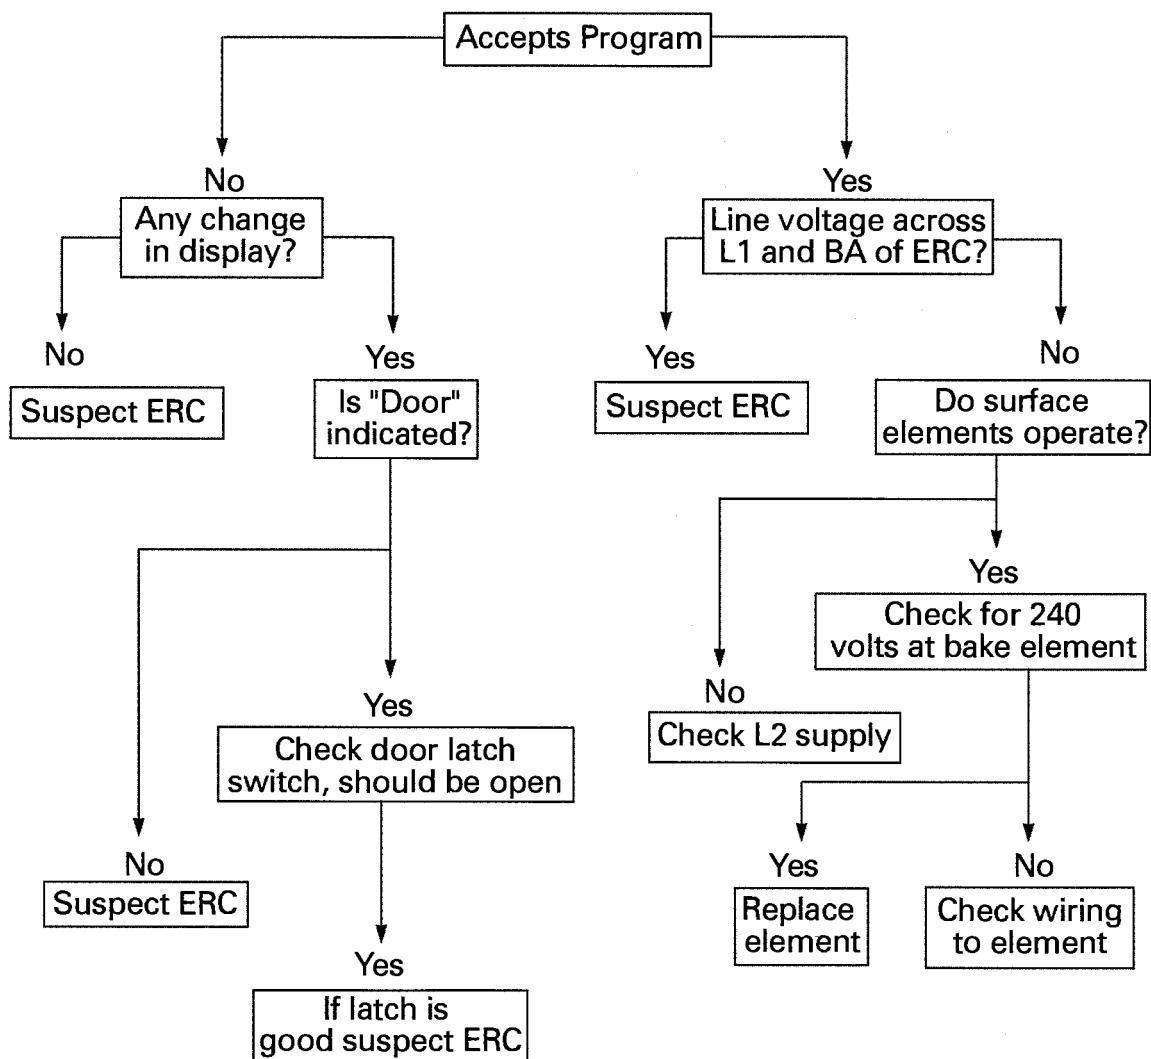 Accepts Program
No
Any change
in display?
No
Suspect ERC
Yes
Is "Door"
indicated?
No
Suspect ERC
Yes
Check door latch
switch, should be open
Yes
If latch is
good suspect ERC
Yes
Line voltage across
L1 and BA of ERC?
Yes
Suspect ERC
No
Do surface
elements operate?
No
Check L2 supply
Yes
Check for 240
volts at bake element
Yes
Replace
element
No
Check wiring
to element